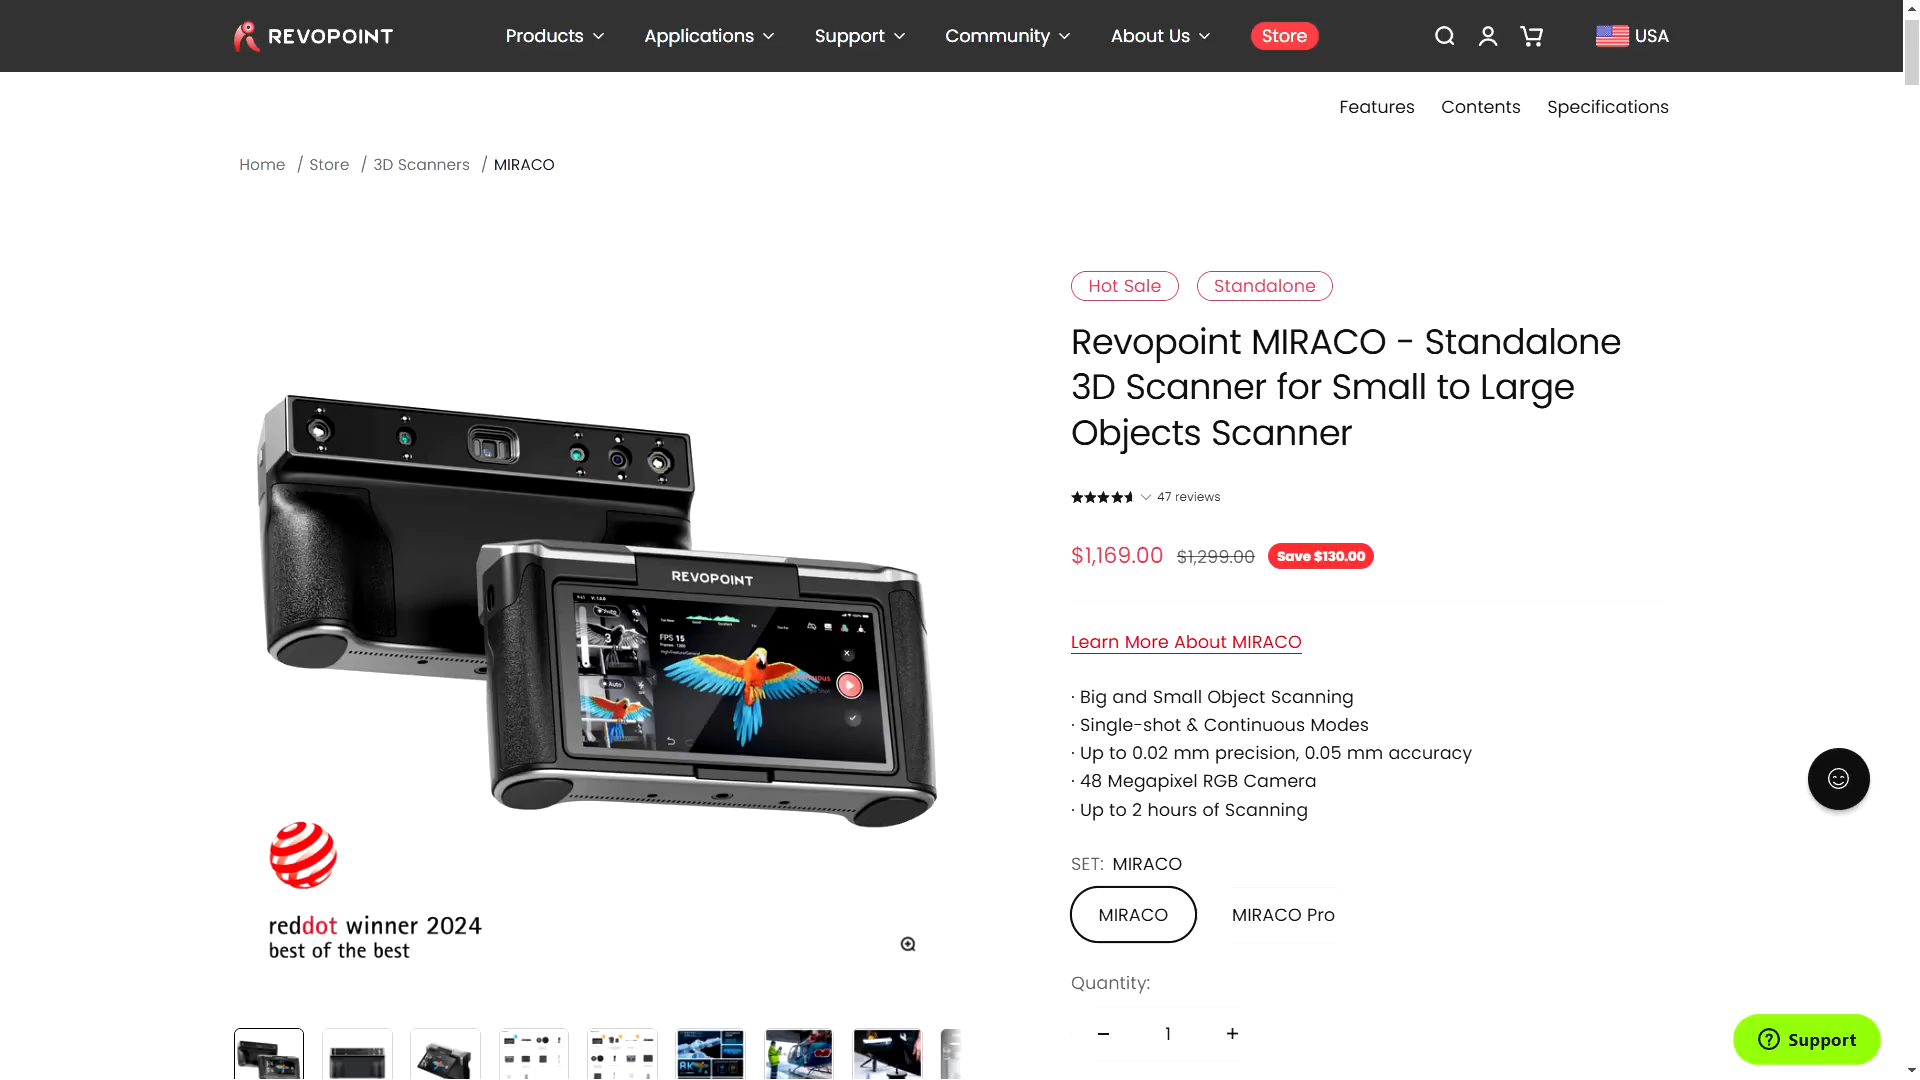 REVOPOINT
Products
Applications
Support
Community
About Us
Store
USA
Features
Contents
Specifications
Home / Store / 3D Scanners / MIRACO
Hot Sale
Standalone
Revopoint MIRACO - Standalone
3D Scanner for Small to Large
Objects Scanner
47 reviews
$1,169.00 $1,299.00 Save $130.00
Learn More About MIRACO
· Big and Small Object Scanning
· Single-shot & Continuous Modes
· Up to 0.02 mm precision, 0.05 mm accuracy
· 48 Megapixel RGB Camera
· Up to 2 hours of Scanning
SET: MIRACO
MIRACO
MIRACO Pro
Quantity:
− 1 +
REVOPOINT
Auto
3
FPS 15
Auto
reddot winner 2024
best of the best
8K
Support